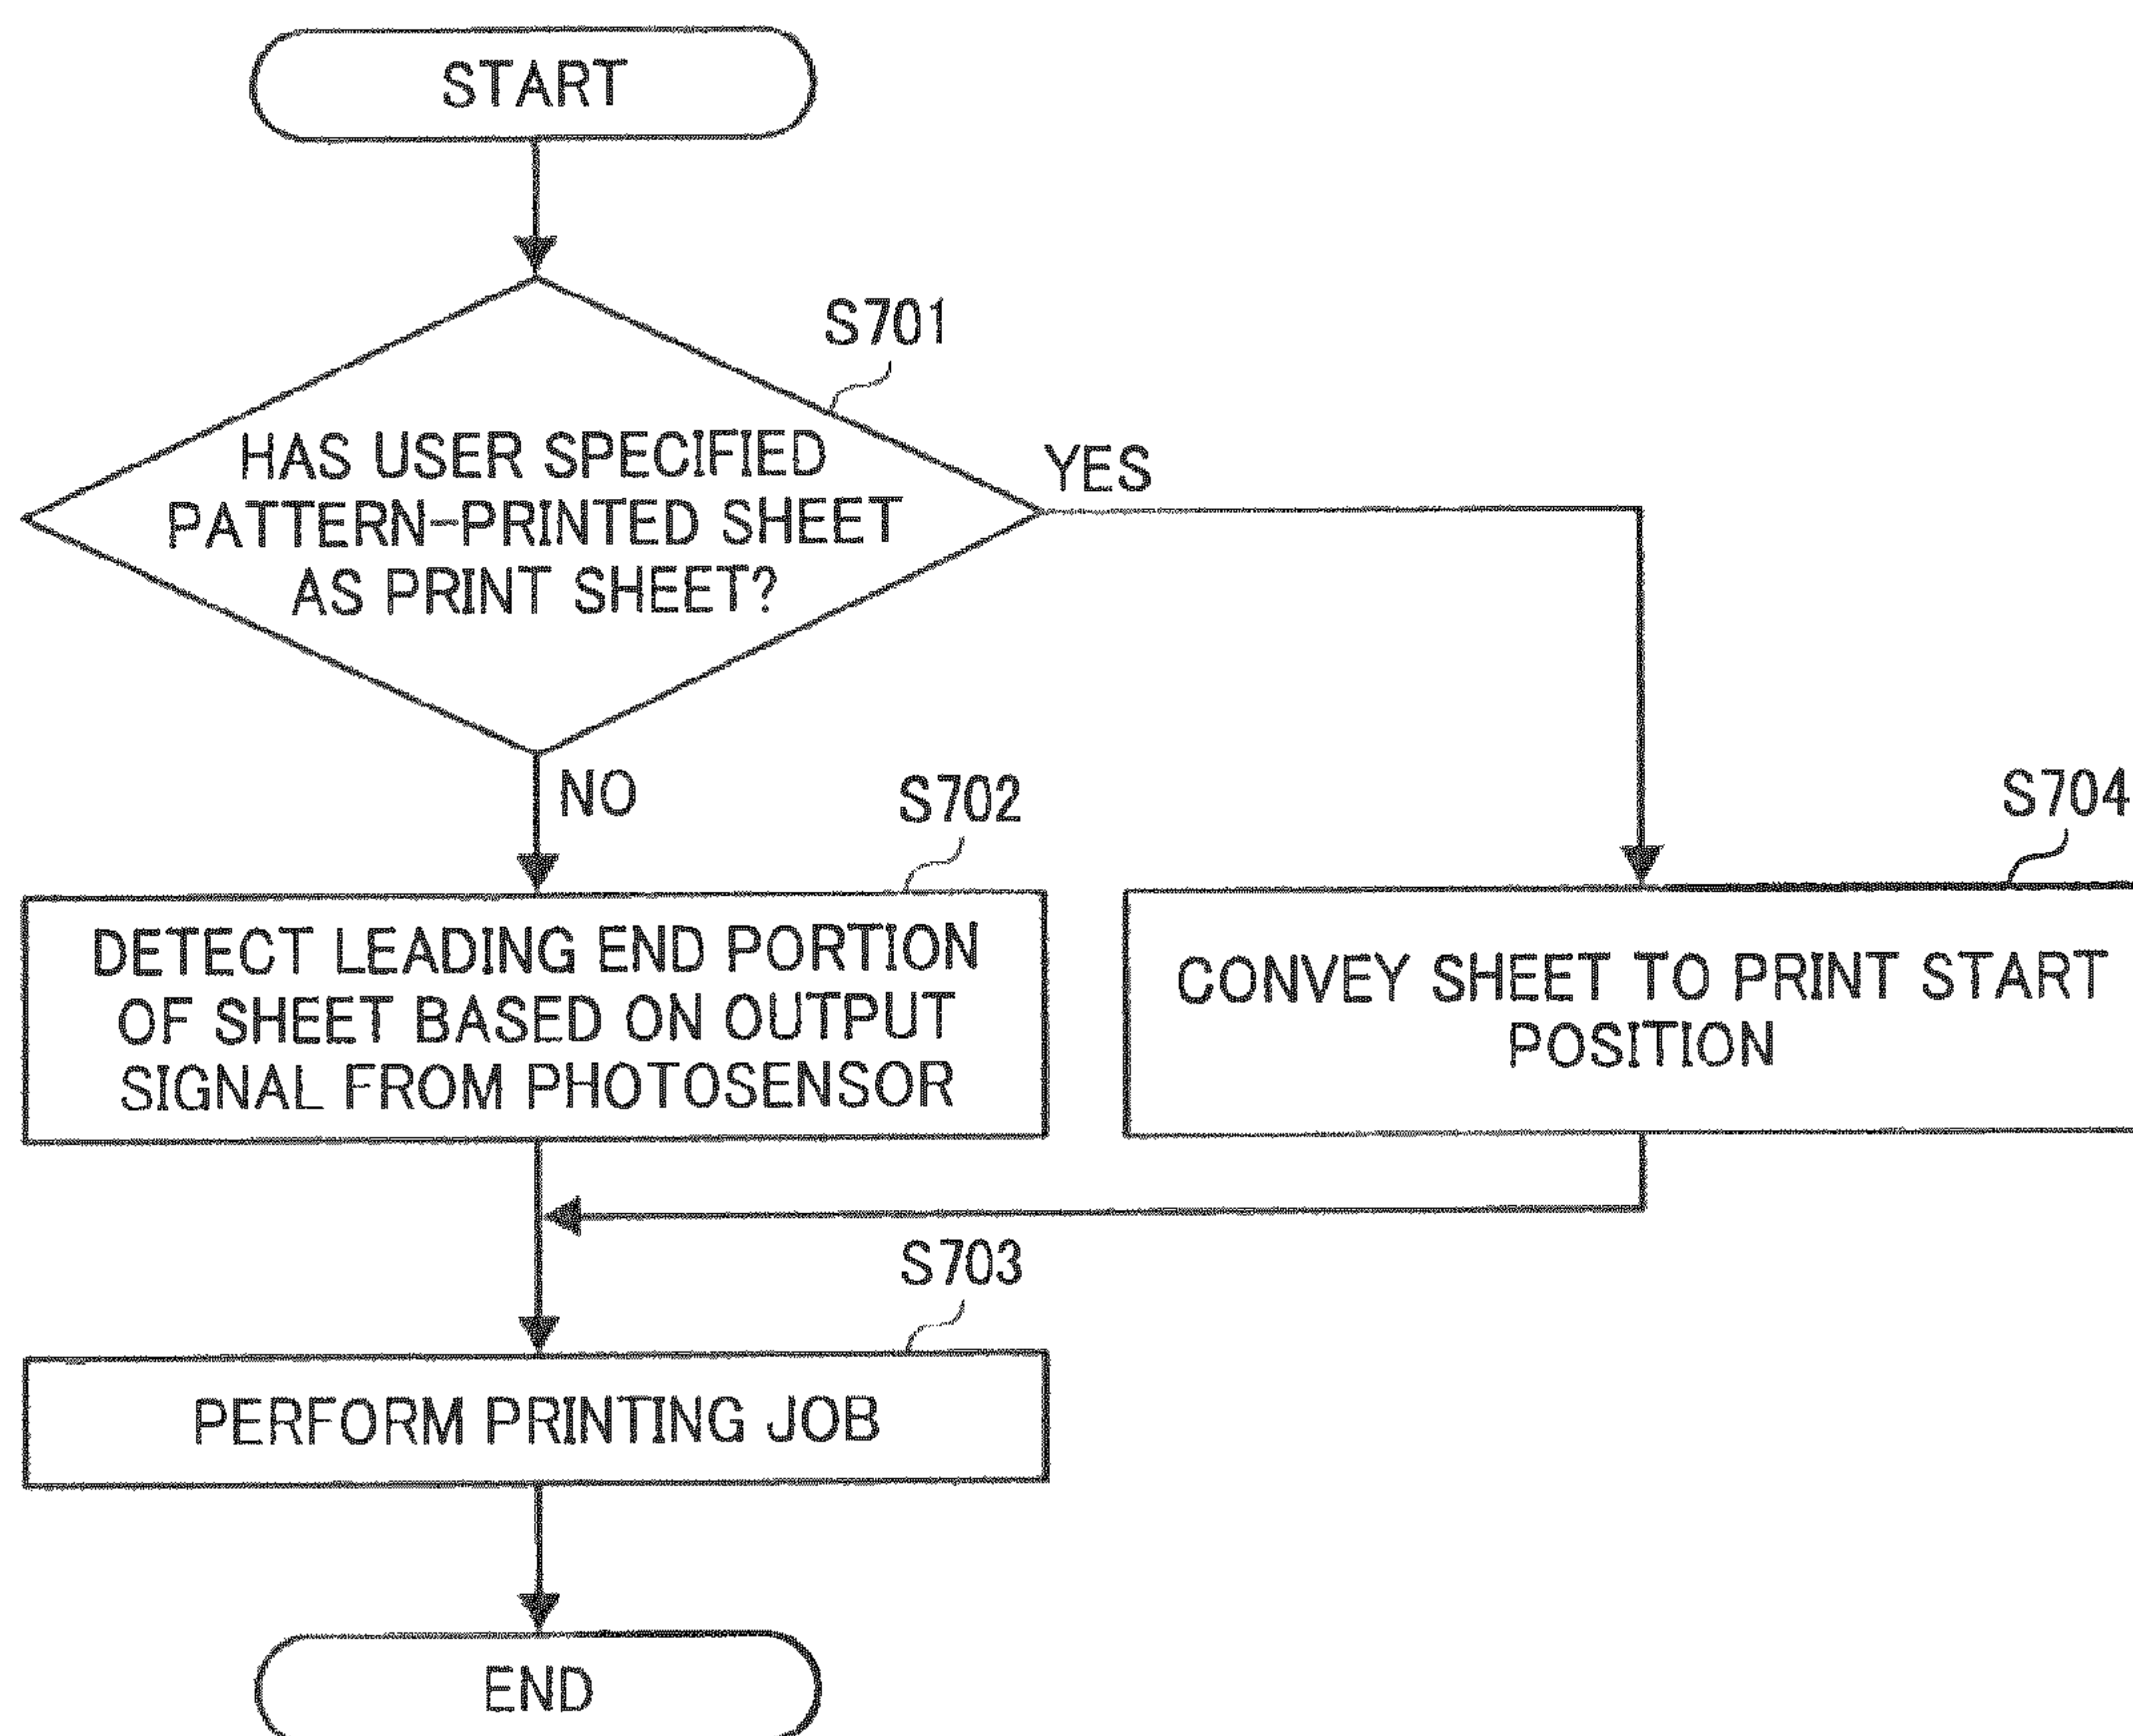 START
S701
HAS USER SPECIFIED
PATTERN-PRINTED SHEET
AS PRINT SHEET?
YES
NO
S702
DETECT LEADING END PORTION
OF SHEET BASED ON OUTPUT
SIGNAL FROM PHOTOSENSOR
S704
CONVEY SHEET TO PRINT START
POSITION
S703
PERFORM PRINTING JOB
END